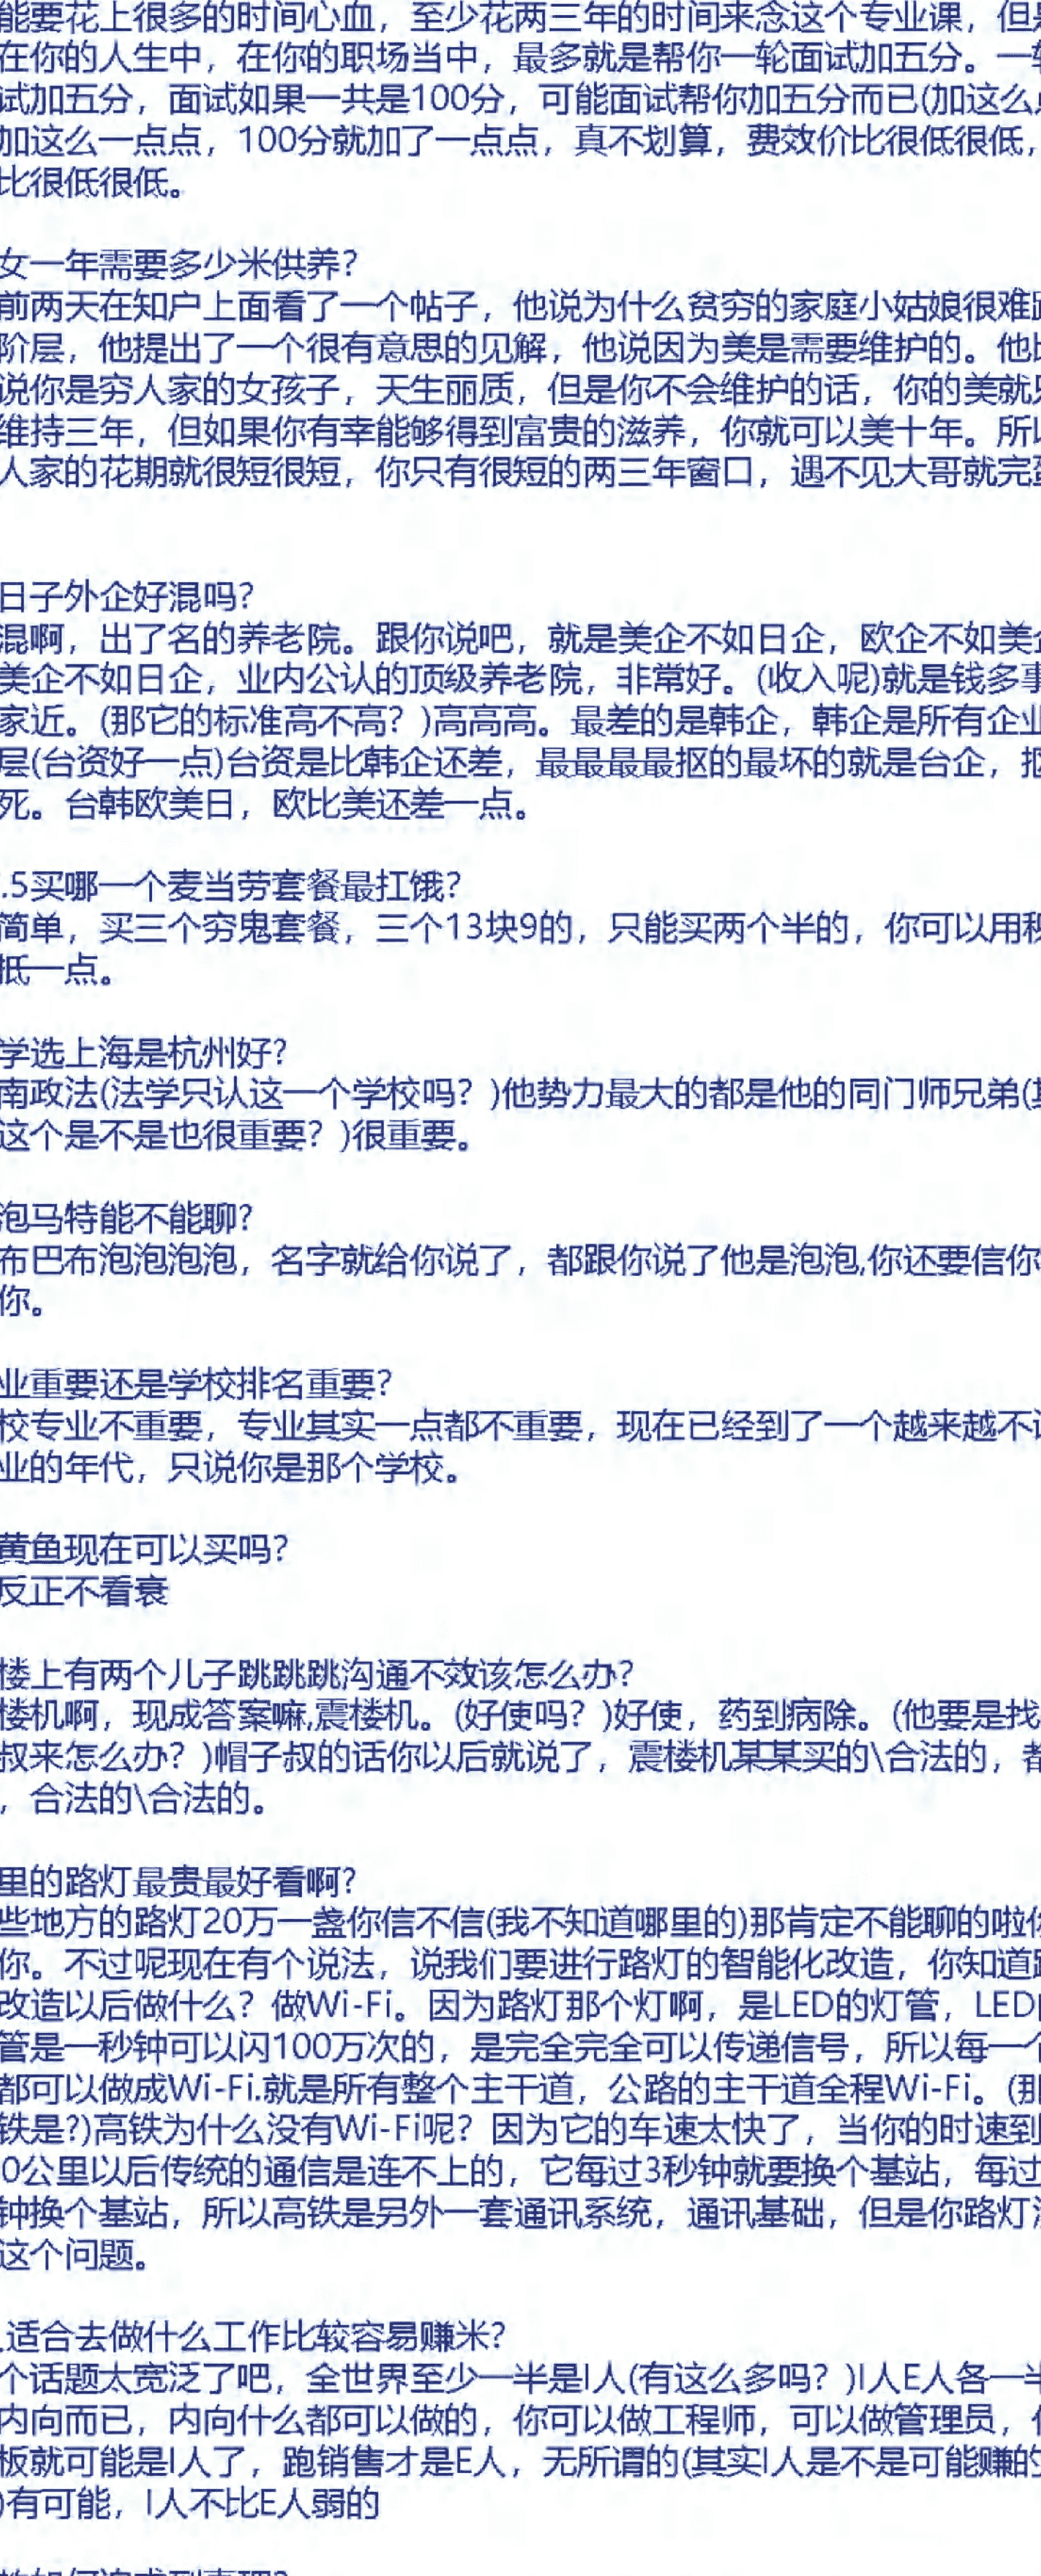 能要花上很多的时间心血，至少花两三年的时间来念这个专业课，但
在你的人生中，在你的职场当中，最多就是帮你一轮面试加五分。一
试加五分，面试如果一共是100分，可能面试帮你加五分而已(加这么
加这么一点点，100分就加了一点点，真不划算，费效价比很低很低，
比很低很低。
女一年需要多少米供养？
前两天在知户上面看了一个帖子，他说为什么贫穷的家庭小姑娘很难
阶层，他提出了一个很有意思的见解，他说因为美是需要维护的。他
说你是穷人家的女孩子，天生丽质，但是你不会维护的话，你的美就
维持三年，但如果你有幸能够得到富贵的滋养，你就可以美十年。所
人家的花期就很短很短，你只有很短的两三年窗口，遇不见大哥就完
日子外企好混吗？
混啊，出了名的养老院。跟你说吧，就是美企不如日企，欧企不如美
美企不如日企，业内公认的顶级养老院，非常好。(收入呢)就是钱多事
家近。(那它的标准高不高？)高高高。最差的是韩企，韩企是所有企业
层(台资好一点)台资是比韩企还差，最最最最抠的最坏的就是台企，抠
死。台韩欧美日，欧比美还差一点。
.5买哪一个麦当劳套餐最扛饿？
简单，买三个穷鬼套餐，三个13块9的，只能买两个半的，你可以用
抵一点。
学选上海是杭州好？
南政法(法学只认这一个学校吗？)他势力最大的都是他的同门师兄弟(
这个是不是也很重要？)很重要。
泡马特能不能聊？
布巴布泡泡泡泡，名字就给你说了，都跟你说了他是泡泡,你还要信你
你。
业重要还是学校排名重要？
校专业不重要，专业其实一点都不重要，现在已经到了一个越来越不
业的年代，只说你是那个学校。
黄鱼现在可以买吗？
反正不看衰
楼上有两个儿子跳跳跳沟通不效该怎么办？
楼机啊，现成答案嘛,震楼机。(好使吗？)好使，药到病除。(他要是找
叔来怎么办？)帽子叔的话你以后就说了，震楼机某某买的\合法的，都
，合法的\合法的。
里的路灯最贵最好看啊？
些地方的路灯20万一盏你信不信(我不知道哪里的)那肯定不能聊的啦
你。不过呢现在有个说法，说我们要进行路灯的智能化改造，你知道
改造以后做什么？做Wi-Fi。因为路灯那个灯啊，是LED的灯管，LED
管是一秒钟可以闪100万次的，是完全完全可以传递信号，所以每一个
都可以做成Wi-Fi.就是所有整个主干道，公路的主干道全程Wi-Fi。(那
铁是?)高铁为什么没有Wi-Fi呢？因为它的车速太快了，当你的时速到
0公里以后传统的通信是连不上的，它每过3秒钟就要换个基站，每过
钟换个基站，所以高铁是另外一套通讯系统，通讯基础，但是你路灯
这个问题。
适合去做什么工作比较容易赚米？
个话题太宽泛了吧，全世界至少一半是I人(有这么多吗？)I人E人各一半
内向而已，内向什么都可以做的，你可以做工程师，可以做管理员，
板就可能是I人了，跑销售才是E人，无所谓的(其实I人是不是可能赚的
)有可能，I人不比E人弱的